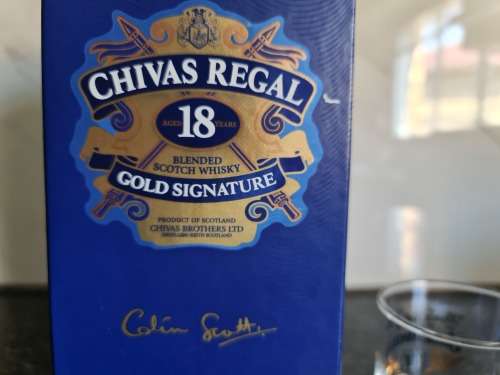 CHIVAS REGAL
AGED 18 YEARS
BLENDED
SCOTCH WHISKY
GOLD SIGNATURE
PRODUCT OF SCOTLAND
CHIVAS BROTHERS LTD
Colin Scott